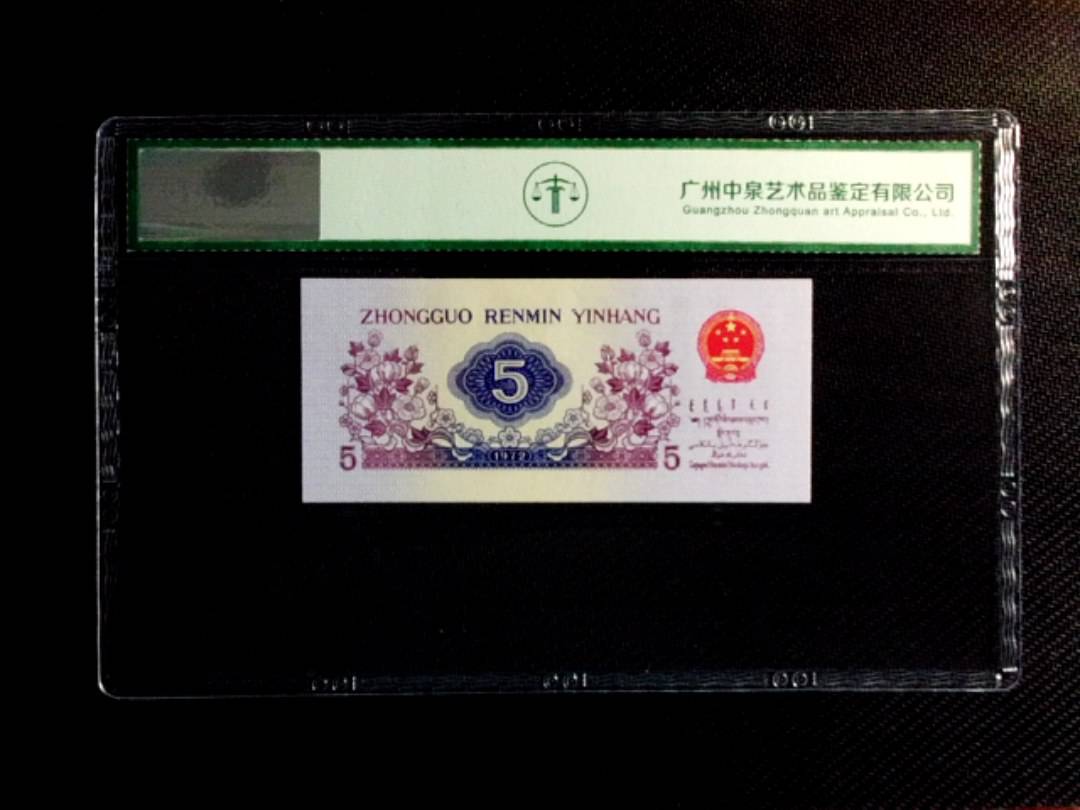 广州中泉艺术品鉴定有限公司
Guangzhou Zhongquan art Appraisal Co., Ltd.
ZHONGGUO RENMIN YINHANG
5
5
1972
5